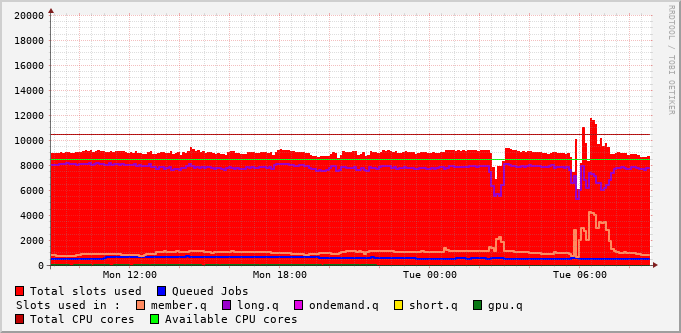 20000
18000
16000
14000
12000
10000
8000
6000
4000
2000
0
Mon 12:00 Mon 18:00 Tue 00:00 Tue 06:00
RRDTOOL / TOBI OETIKER
Total slots used Queued Jobs
Slots used in : member.q long.q ondemand.q short.q gpu.q
Total CPU cores Available CPU cores